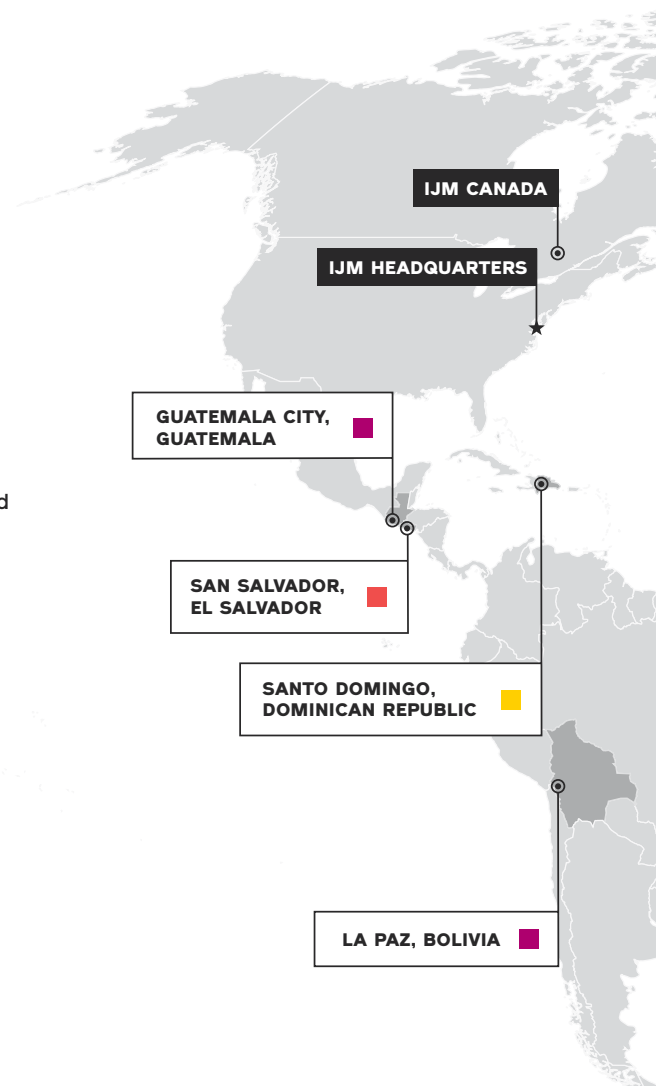 IJM CANADA
IJM HEADQUARTERS
GUATEMALA CITY,
GUATEMALA
d
SAN SALVADOR,
EL SALVADOR
SANTO DOMINGO,
DOMINICAN REPUBLIC
LA PAZ, BOLIVIA